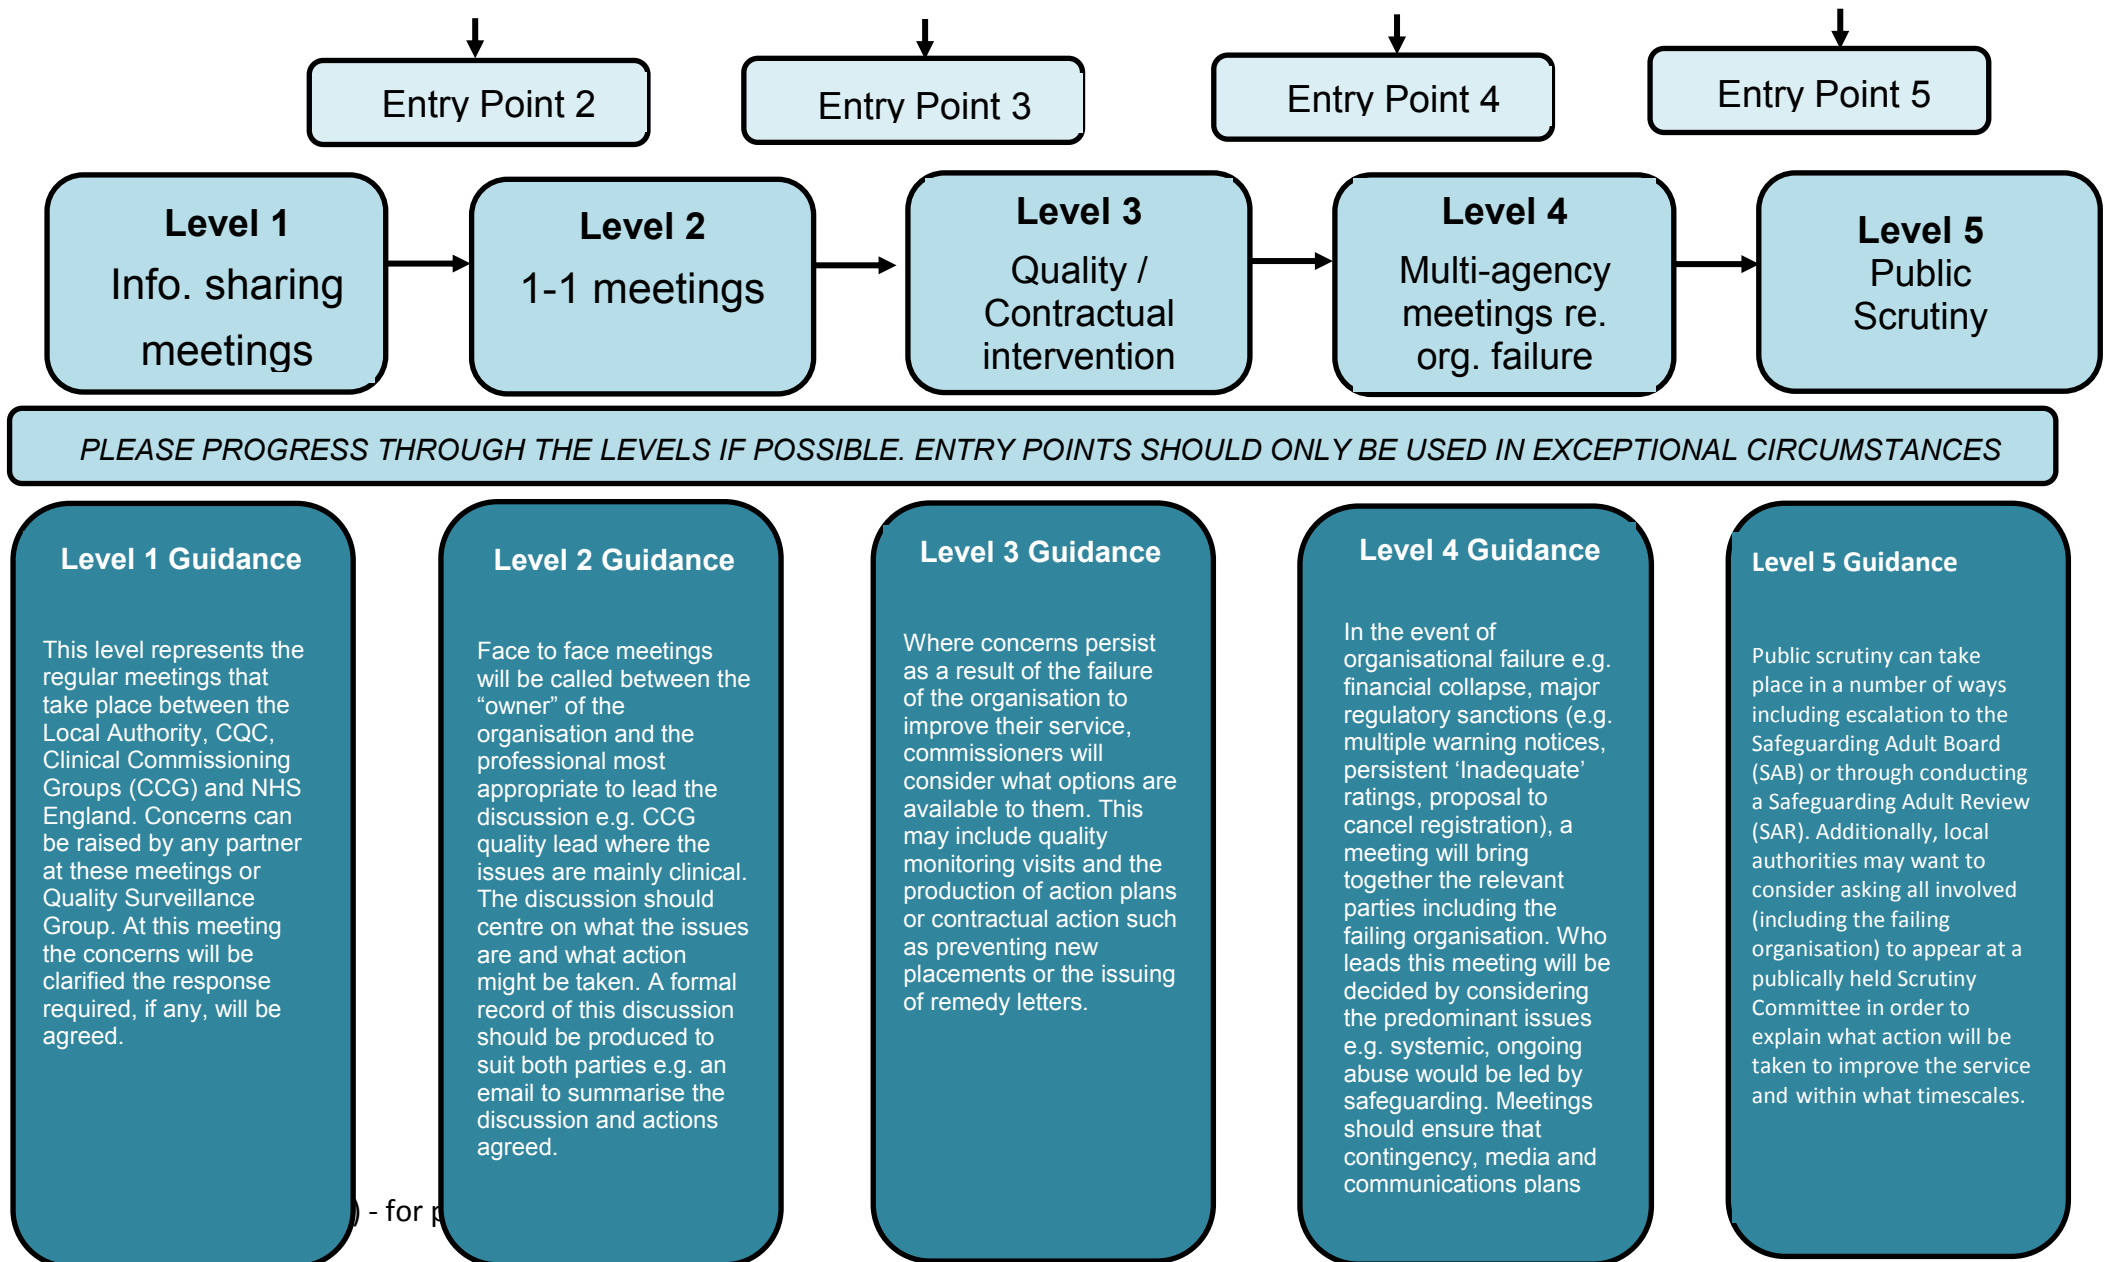 Entry Point 2
Entry Point 3
Entry Point 4
Entry Point 5
Level 1
Info. sharing
meetings
Level 2
1-1 meetings
Level 3
Quality /
Contractual
intervention
Level 4
Multi-agency
meetings re.
org. failure
Level 5
Public
Scrutiny
PLEASE PROGRESS THROUGH THE LEVELS IF POSSIBLE. ENTRY POINTS SHOULD ONLY BE USED IN EXCEPTIONAL CIRCUMSTANCES
Level 1 Guidance
This level represents the
regular meetings that
take place between the
Local Authority, CQC,
Clinical Commissioning
Groups (CCG) and NHS
England. Concerns can
be raised by any partner
at these meetings or
Quality Surveillance
Group. At this meeting
the concerns will be
clarified the response
required, if any, will be
agreed.
Level 2 Guidance
Face to face meetings
will be called between the
“owner” of the
organisation and the
professional most
appropriate to lead the
discussion e.g. CCG
quality lead where the
issues are mainly clinical.
The discussion should
centre on what the issues
are and what action
might be taken. A formal
record of this discussion
should be produced to
suit both parties e.g. an
email to summarise the
discussion and actions
agreed.
Level 3 Guidance
Where concerns persist
as a result of the failure
of the organisation to
improve their service,
commissioners will
consider what options are
available to them. This
may include quality
monitoring visits and the
production of action plans
or contractual action such
as preventing new
placements or the issuing
of remedy letters.
Level 4 Guidance
In the event of
organisational failure e.g.
financial collapse, major
regulatory sanctions (e.g.
multiple warning notices,
persistent ‘Inadequate’
ratings, proposal to
cancel registration), a
meeting will bring
together the relevant
parties including the
failing organisation. Who
leads this meeting will be
decided by considering
the predominant issues
e.g. systemic, ongoing
abuse would be led by
safeguarding. Meetings
should ensure that
contingency, media and
communications plans
Level 5 Guidance
Public scrutiny can take
place in a number of ways
including escalation to the
Safeguarding Adult Board
(SAB) or through conducting
a Safeguarding Adult Review
(SAR). Additionally, local
authorities may want to
consider asking all involved
(including the failing
organisation) to appear at a
publically held Scrutiny
Committee in order to
explain what action will be
taken to improve the service
and within what timescales.
) - for